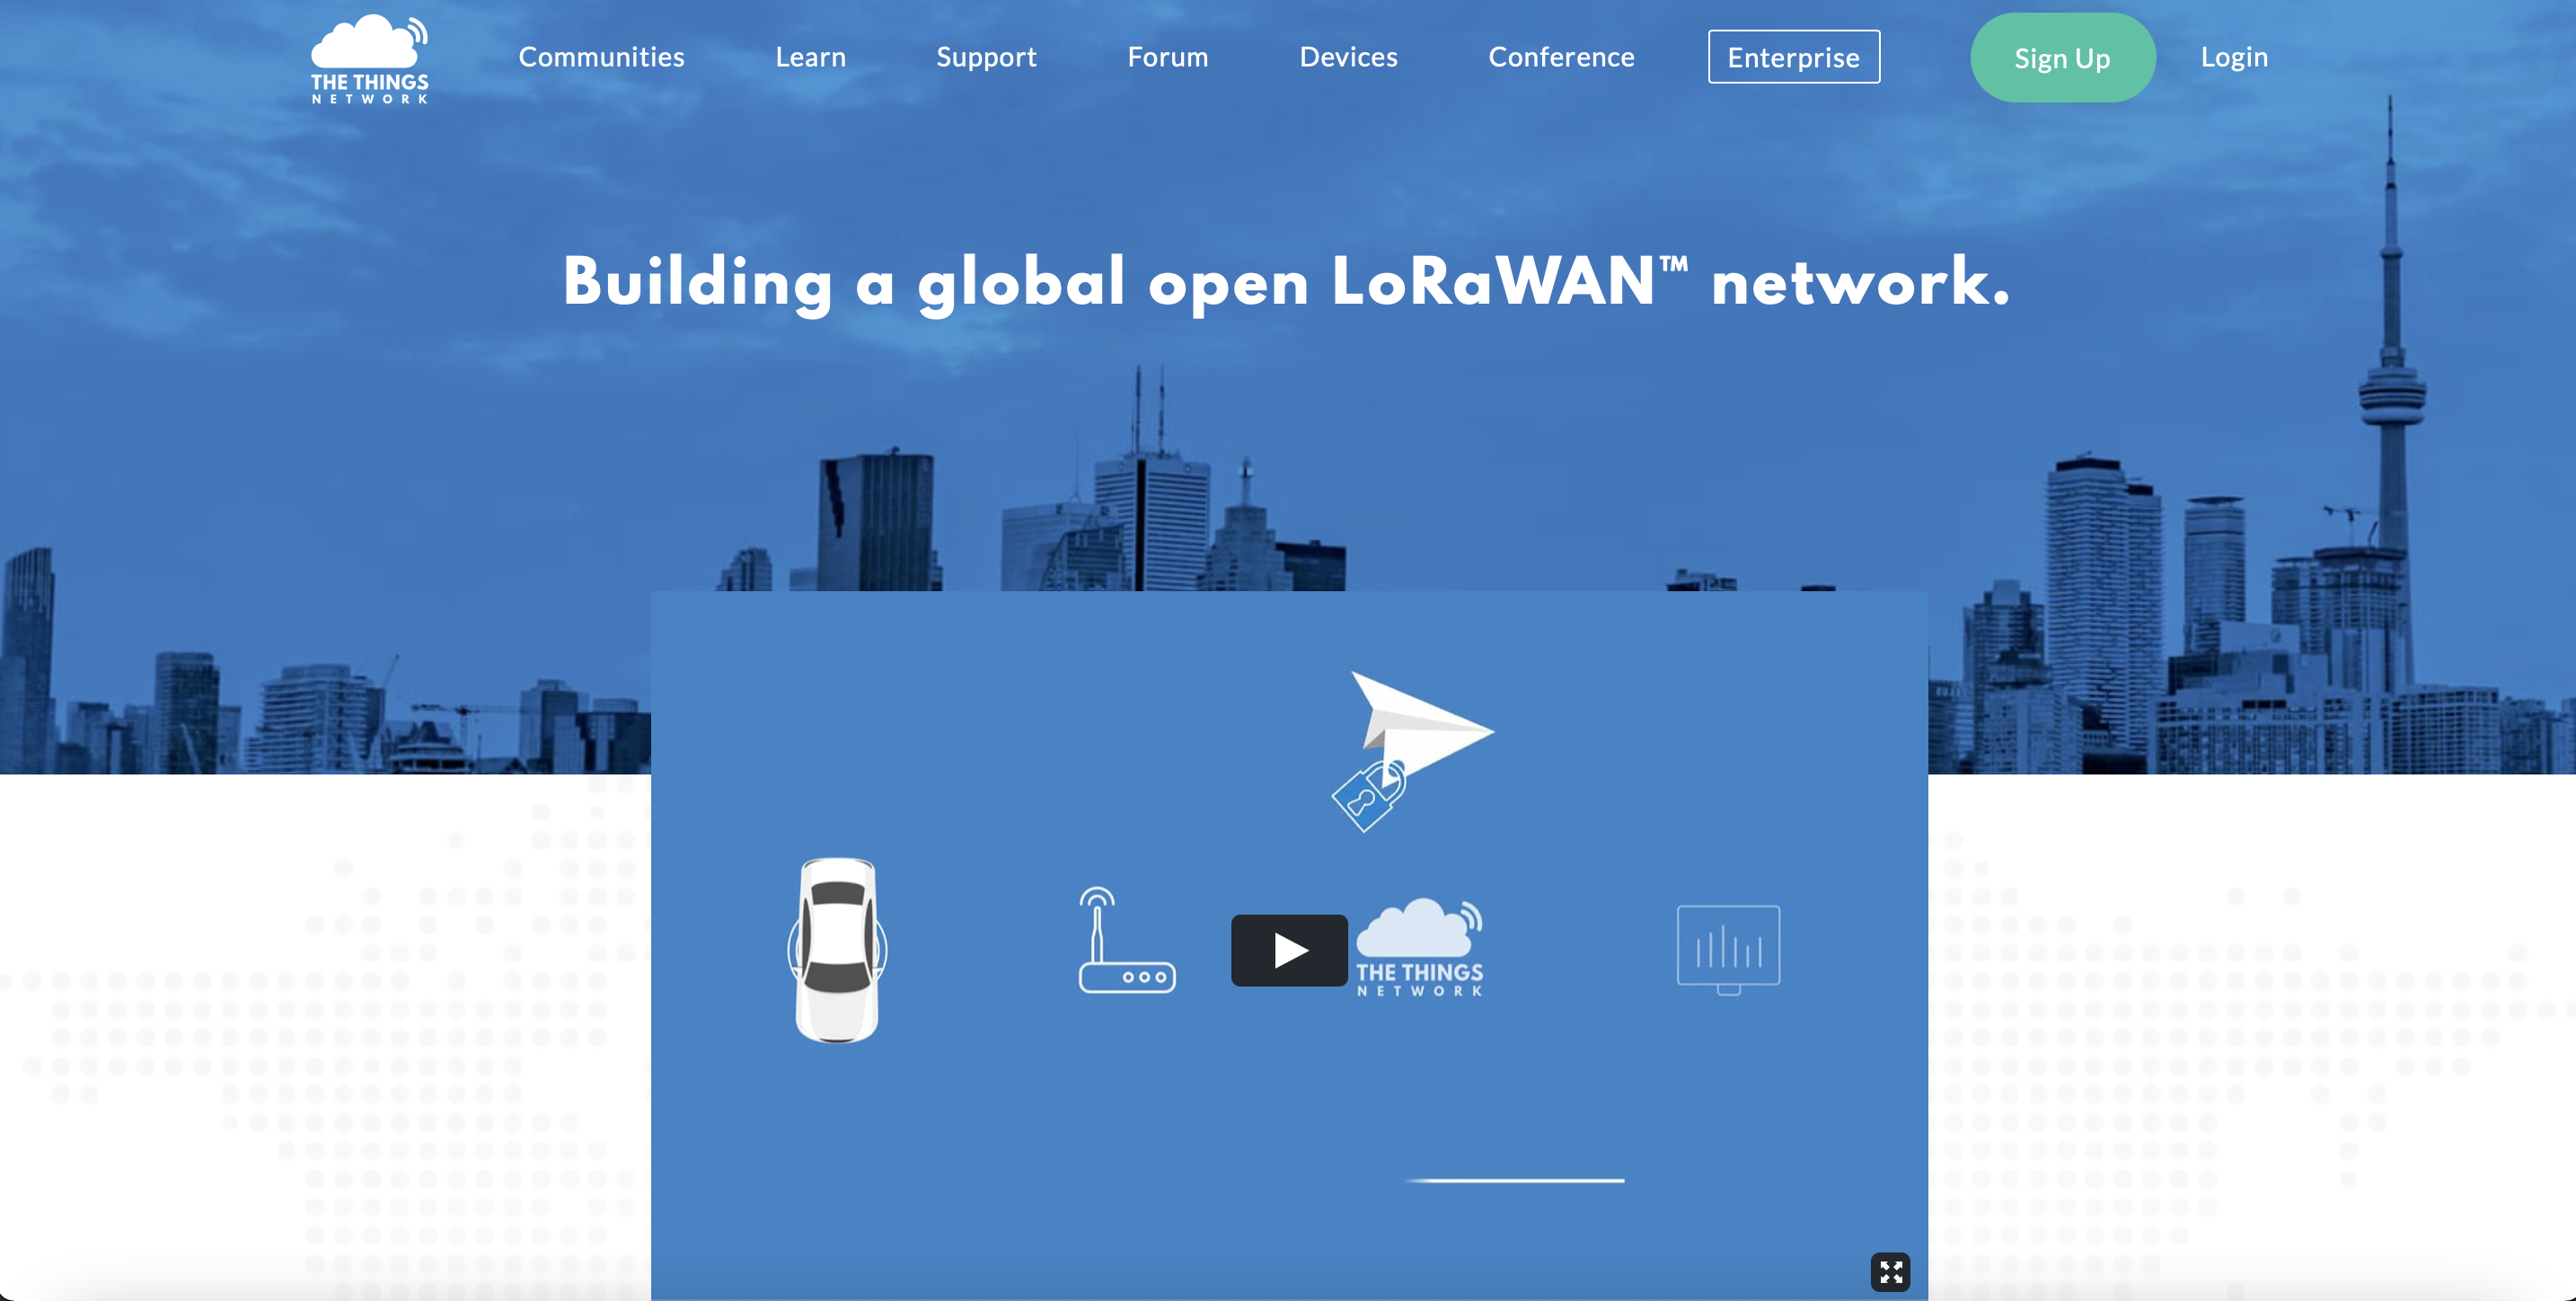 THE THINGS
NETWORK
Communities
Learn
Support
Forum
Devices
Conference
Enterprise
Sign Up
Login
Building a global open LoRaWAN™ network.
THE THINGS
NETWORK